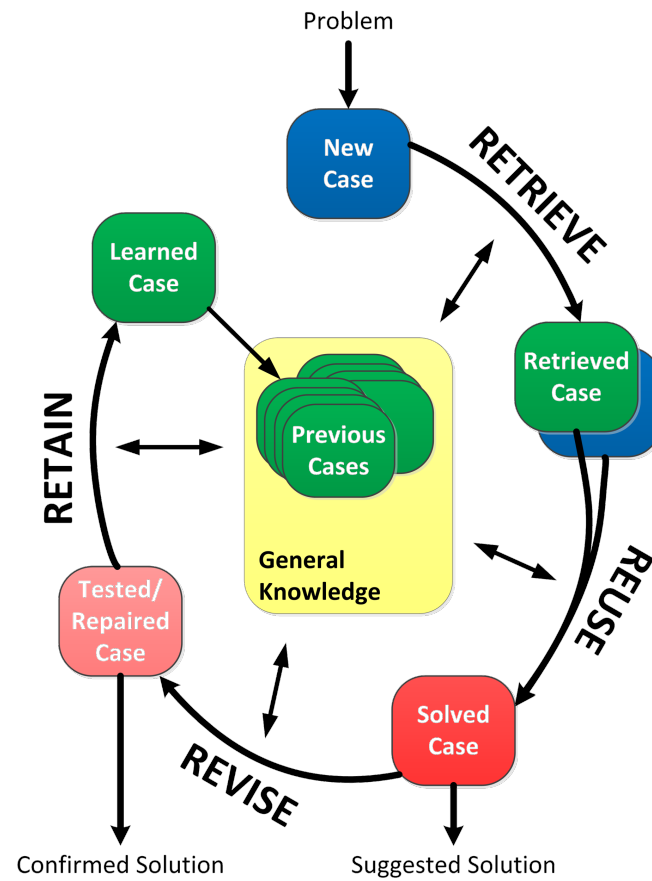 Problem
New
Case
RETRIEVE
Learned
Case
Retrieved
Case
Previous
Cases
RETAIN
General
Knowledge
REUSE
Tested/
Repaired
Case
Solved
Case
REVISE
Confirmed Solution
Suggested Solution